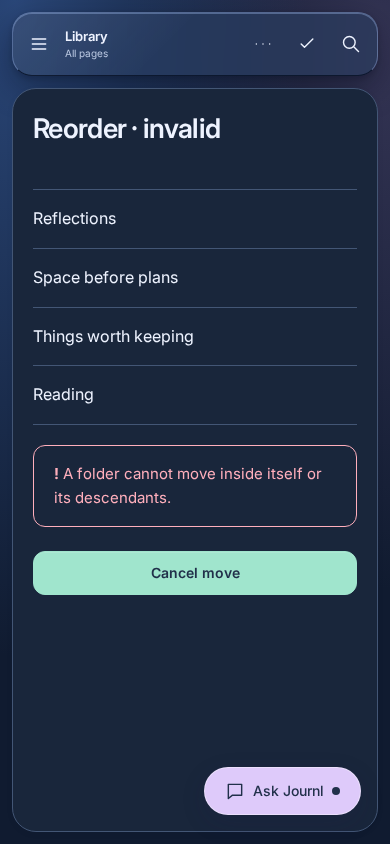 Library
All pages
Reorder · invalid
Reflections
Space before plans
Things worth keeping
Reading
! A folder cannot move inside itself or
its descendants.
Cancel move
Ask Journl